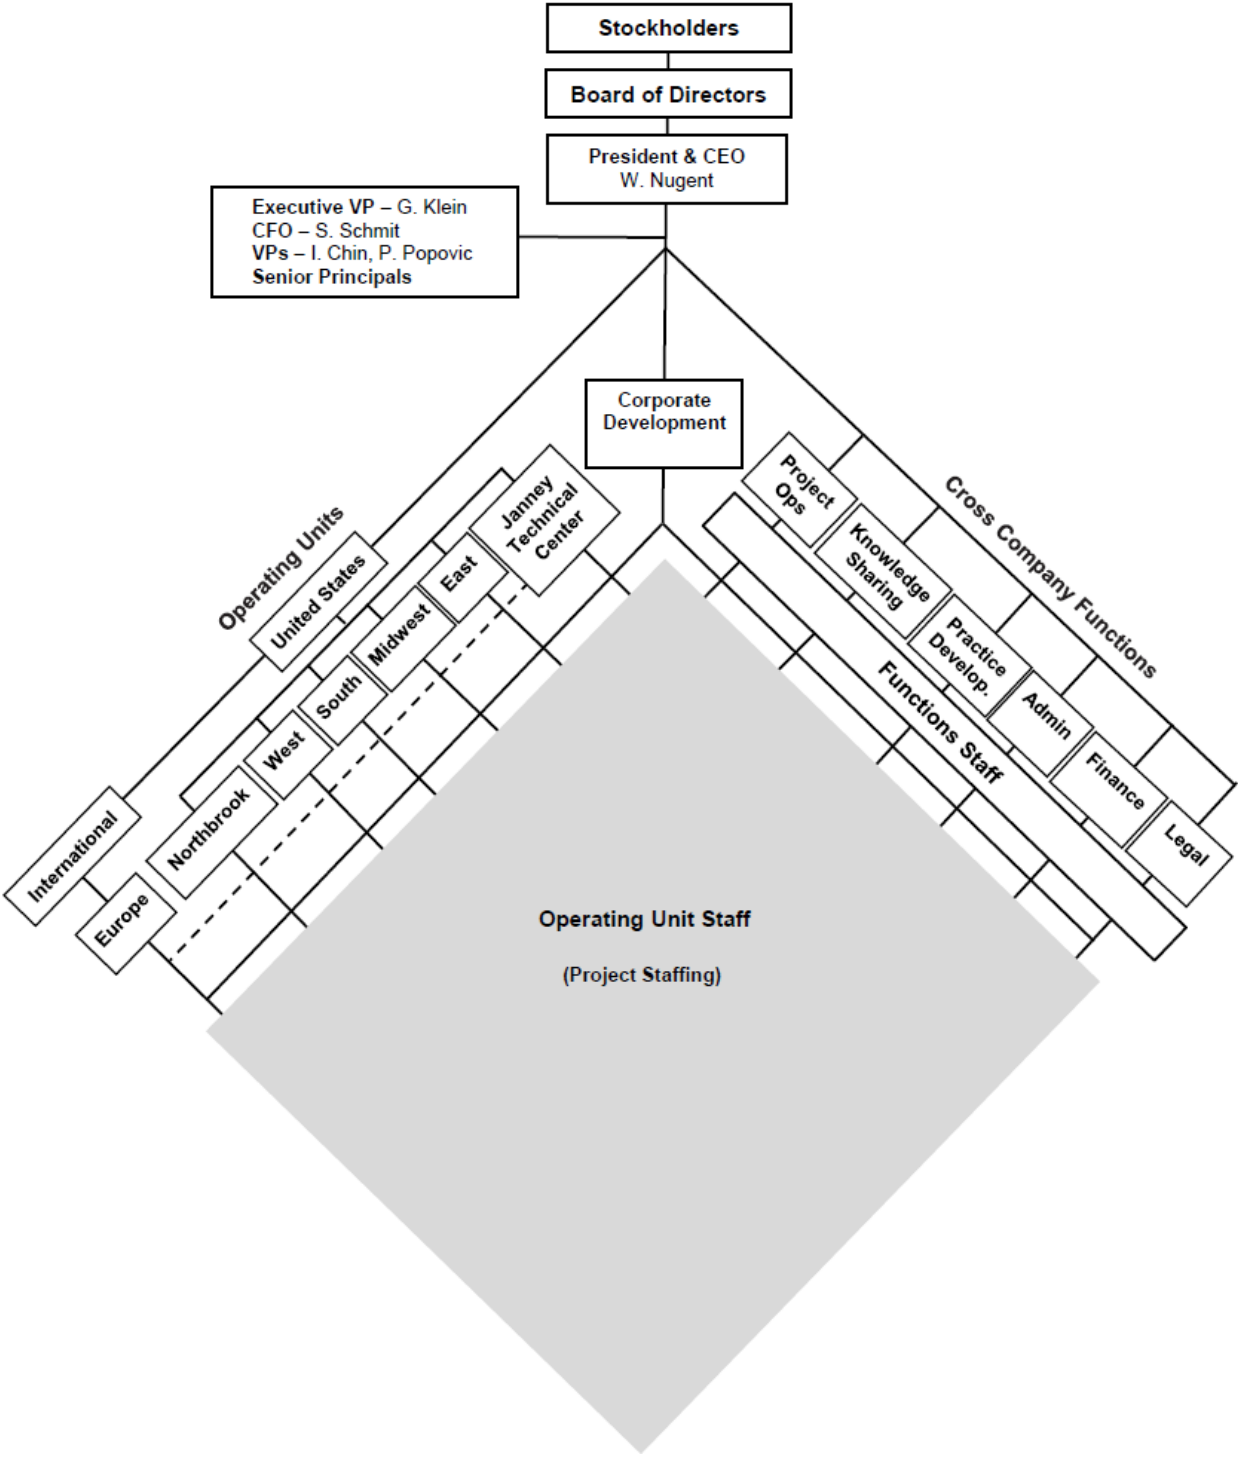 Stockholders
Board of Directors
President & CEO
W. Nugent
Executive VP – G. Klein
CFO – S. Schmit
VPs – I. Chin, P. Popovic
Senior Principals
Corporate
Development
Operating Units
United States
International
Janney
Technical
Center
East
Midwest
South
West
Northbrook
Europe
Cross Company Functions
Project
Ops
Knowledge
Sharing
Practice
Develop.
Admin
Finance
Legal
Functions Staff
Operating Unit Staff
(Project Staffing)